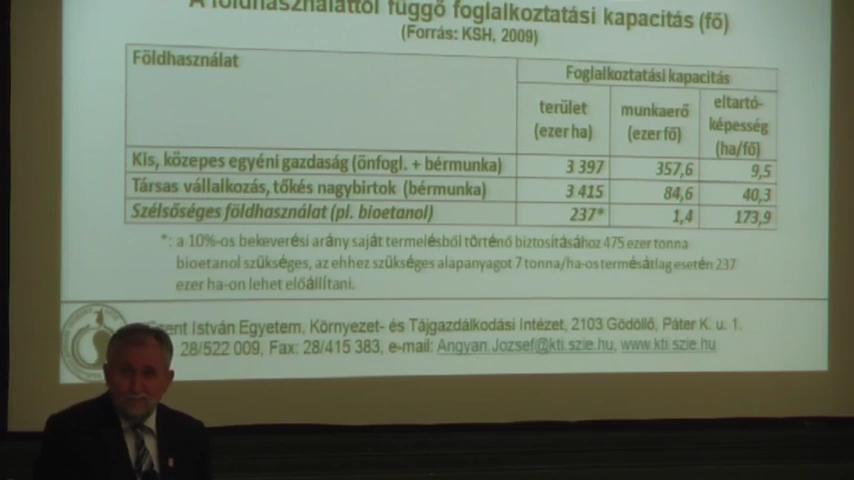 A földhasználattól függő foglalkoztatási kapacitás (fő)
(Forrás: KSH, 2009)
Földhasználat
Foglalkoztatási kapacitás
terület (ezer ha)
munkaerő (ezer fő)
eltartó-képesség (ha/fő)
Kis, közepes egyéni gazdaság (önfogl. + bérmunka) 3 397 357,6 9,5
Társas vállalkozás, tőkés nagybirtok (bérmunka) 3 415 84,6 40,3
Szélsőséges földhasználat (pl. bioetanol) 237* 1,4 173,9
*: a 10%-os bekeverési arány saját termelésből történő biztosításához 475 ezer tonna
bioetanol szükséges, az ehhez szükséges alapanyagot 7 tonna/ha-os termésátlag esetén 237
ezer ha-on lehet előállítani.
István Egyetem, Környezet- és Tájgazdálkodási Intézet, 2103 Gödöllő, Páter K. u. 1.
28/522 009, Fax: 28/415 383, e-mail: Angyan.Jozsef@kti.szie.hu, www.kti.szie.hu